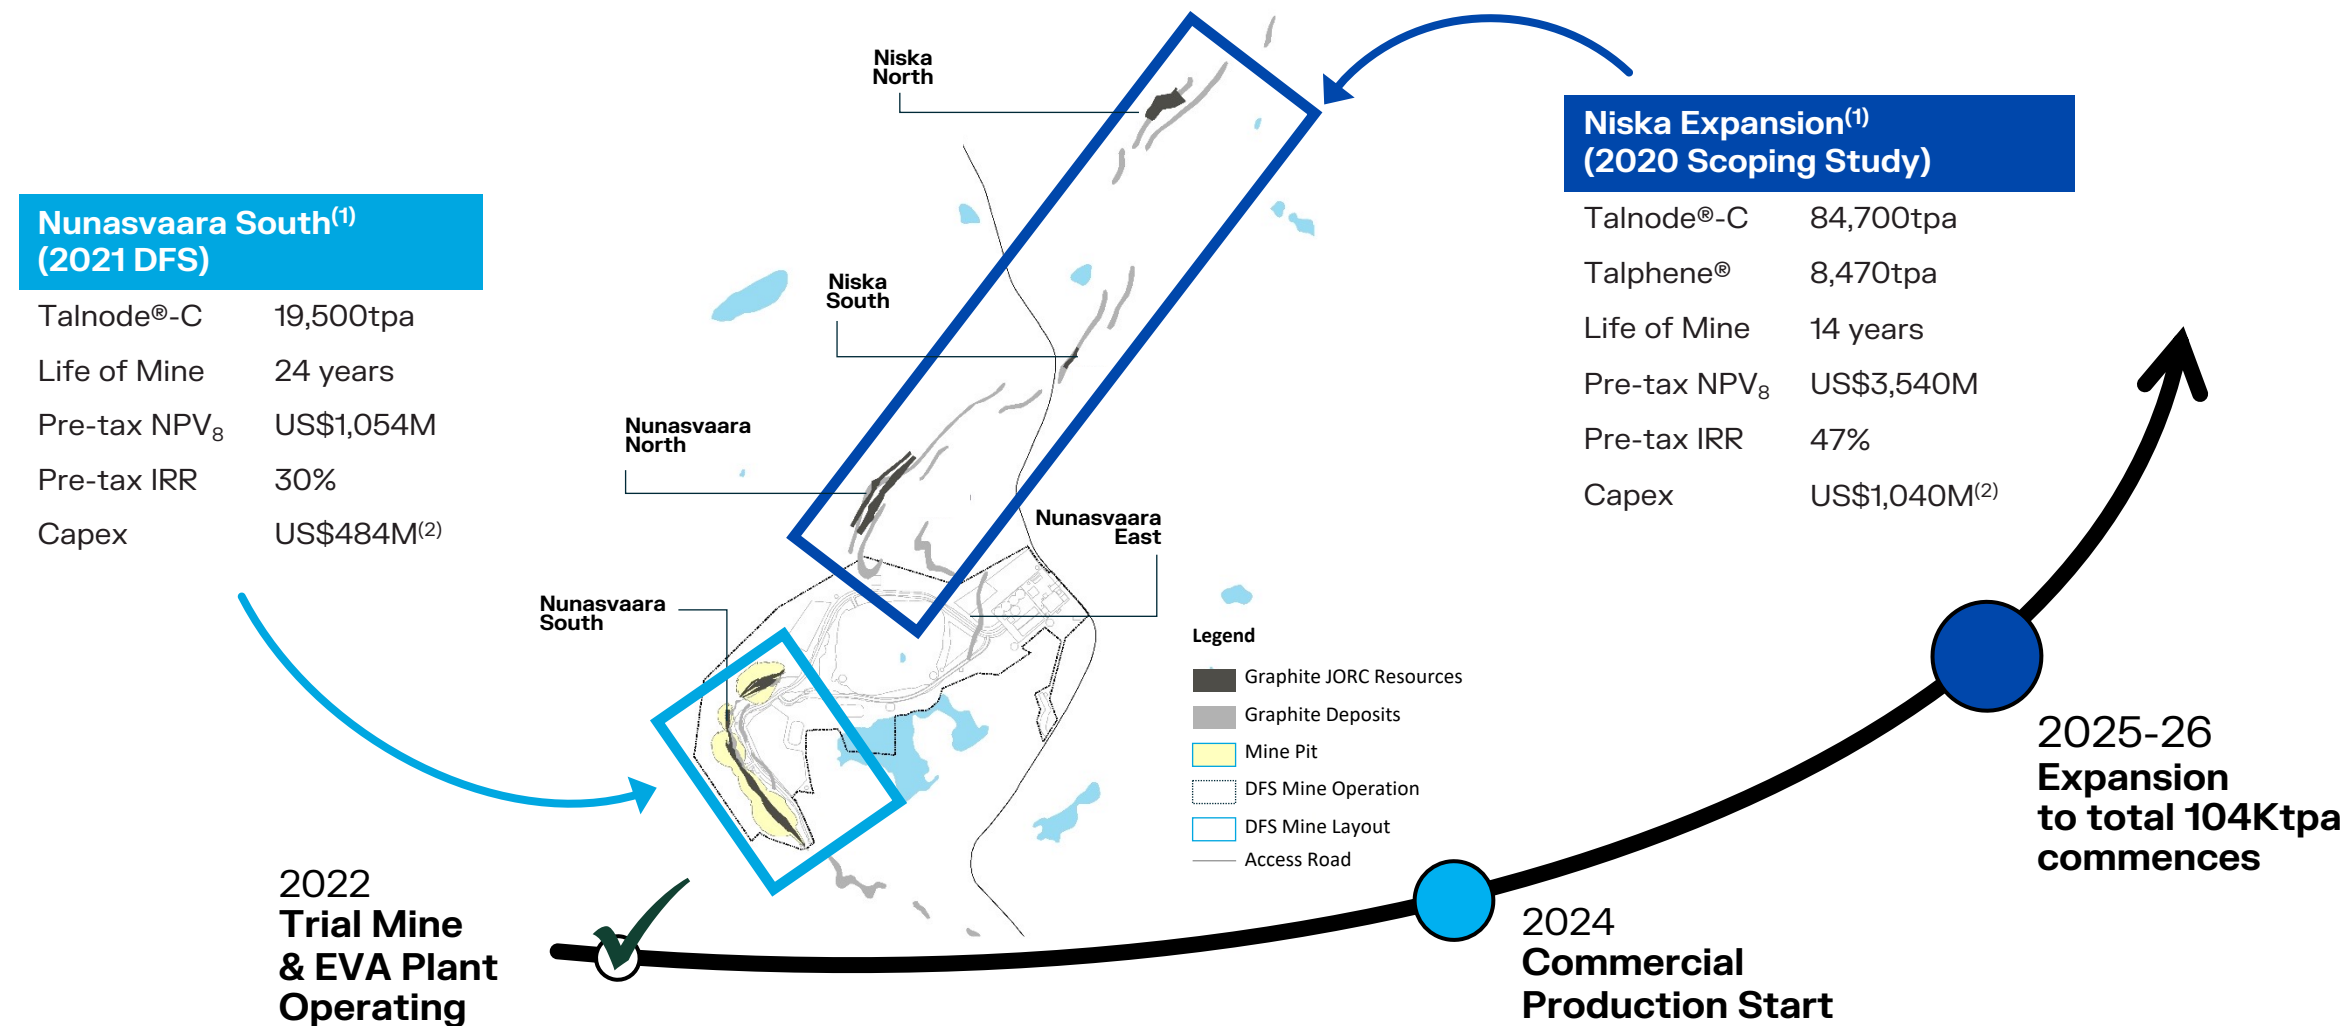 Nunasvaara South(1)
(2021 DFS)
Talnode®-C 19,500tpa
Life of Mine 24 years
Pre-tax NPV8 US$1,054M
Pre-tax IRR 30%
Capex US$484M(2)
Niska
North
Niska
South
Nunasvaara
North
Nunasvaara
East
Nunasvaara
South
Niska Expansion(1)
(2020 Scoping Study)
Talnode®-C 84,700tpa
Talphene® 8,470tpa
Life of Mine 14 years
Pre-tax NPV8 US$3,540M
Pre-tax IRR 47%
Capex US$1,040M(2)
Legend
Graphite JORC Resources
Graphite Deposits
Mine Pit
DFS Mine Operation
DFS Mine Layout
Access Road
2022
Trial Mine
& EVA Plant
Operating
2024
Commercial
Production Start
2025-26
Expansion
to total 104Ktpa
commences